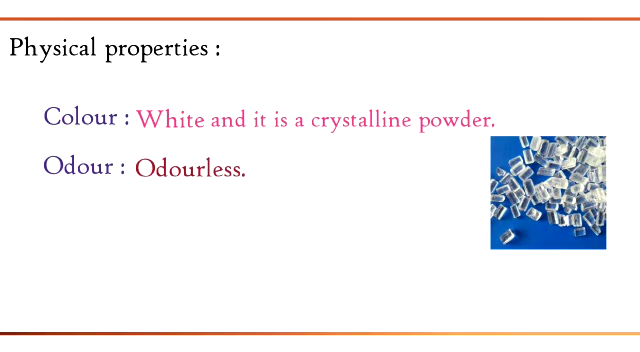 Physical properties :
Colour : White and it is a crystalline powder.
Odour : Odourless.